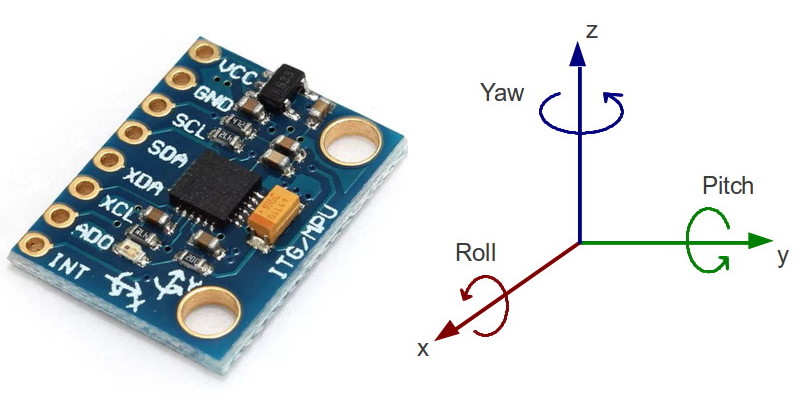 VCC
GND
SCL
SDA
XDA
XCL
ADO
INT
ITG/MPU
X
Y
z
Yaw
Pitch
y
Roll
x